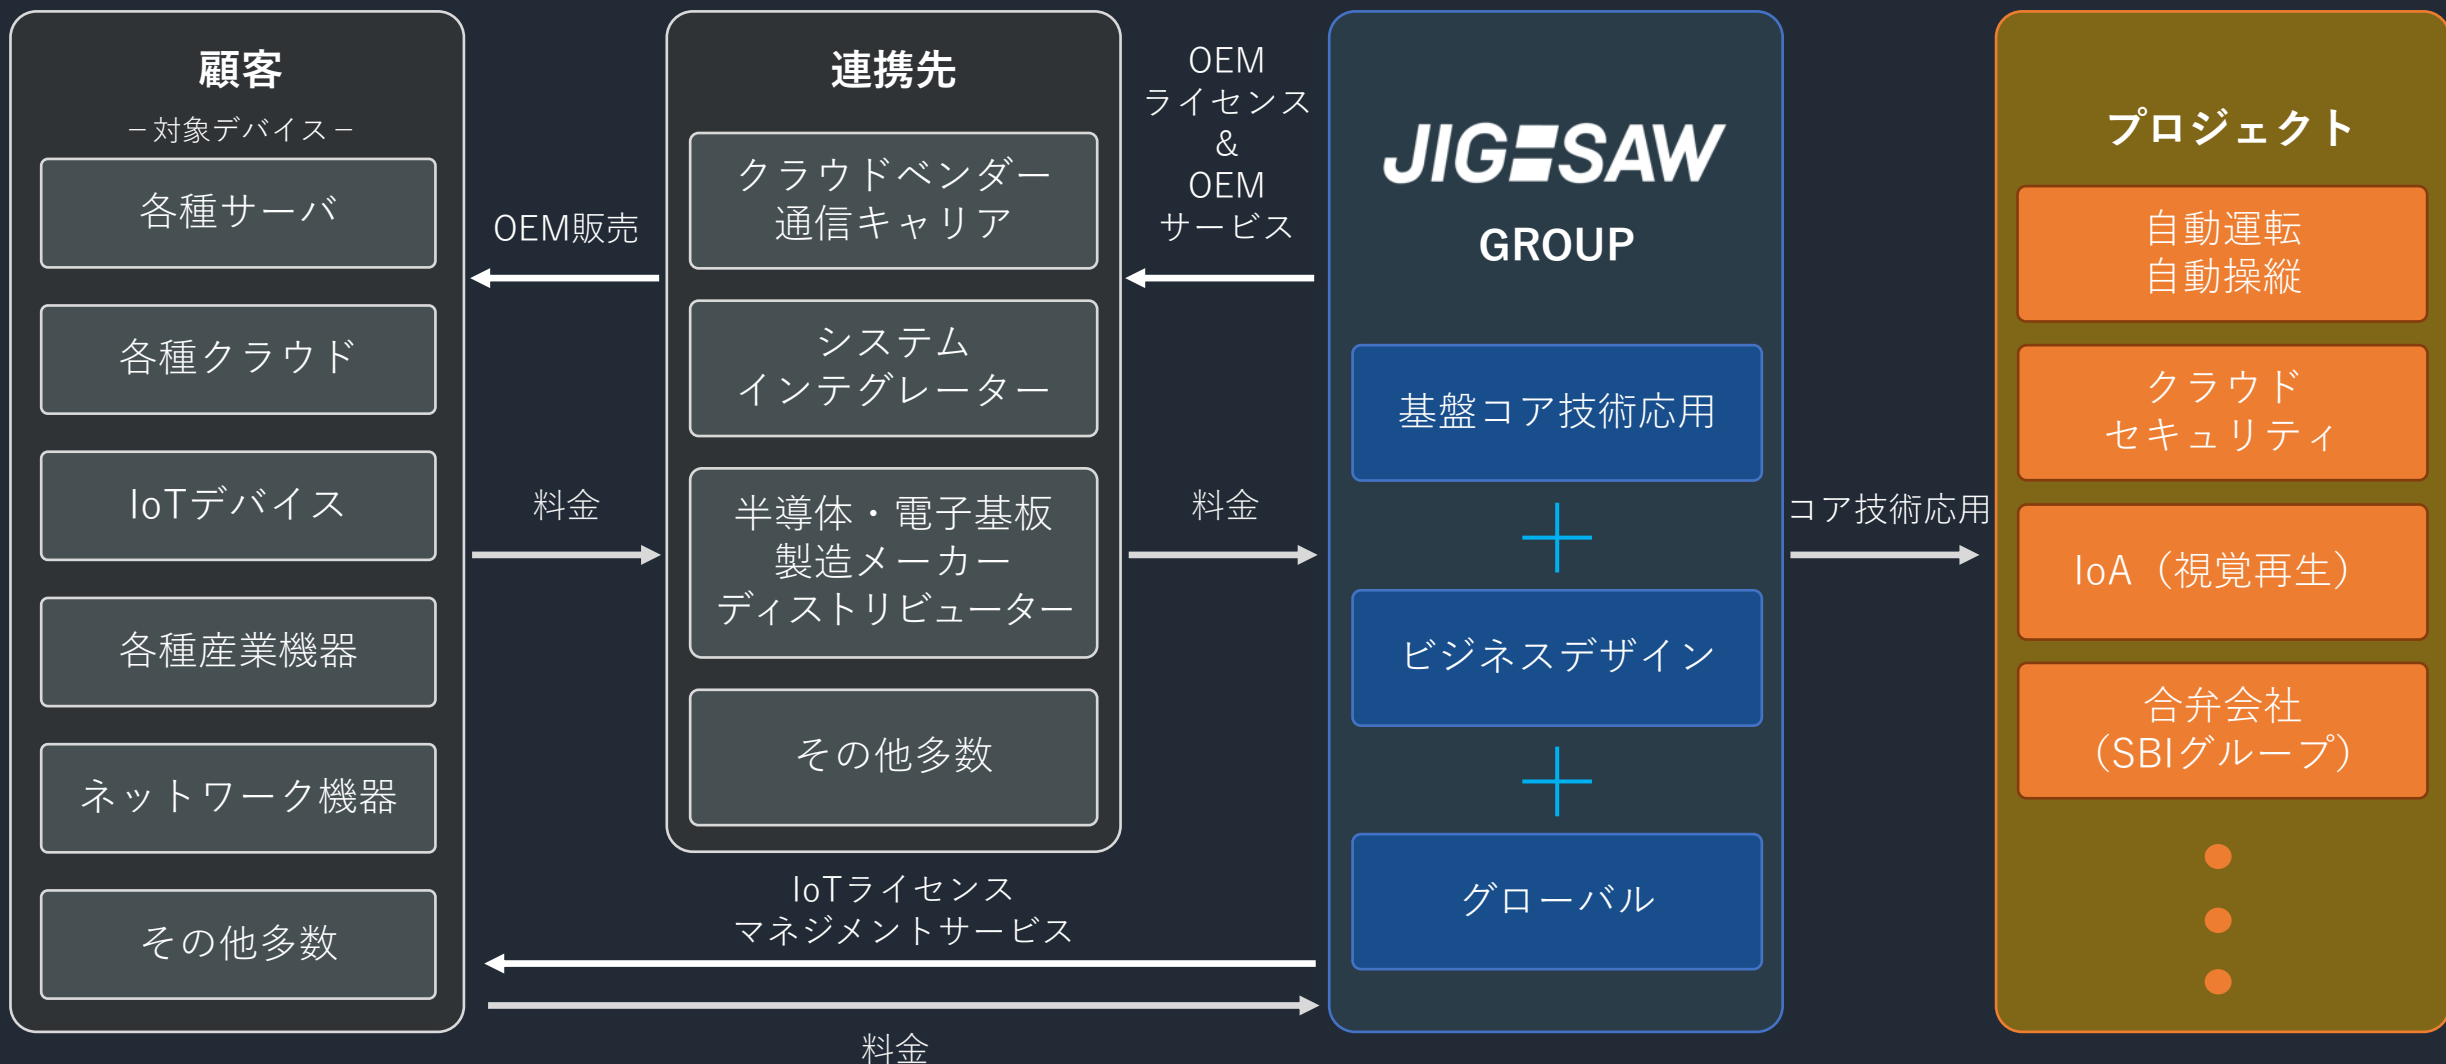 顧客
－対象デバイス－
各種サーバ
各種クラウド
IoTデバイス
各種産業機器
ネットワーク機器
その他多数
OEM販売
料金
連携先
クラウドベンダー
通信キャリア
システム
インテグレーター
半導体・電子基板
製造メーカー
ディストリビューター
その他多数
OEM
ライセンス
&
OEM
サービス
料金
IoTライセンス
マネジメントサービス
料金
JIG-SAW
GROUP
基盤コア技術応用
ビジネスデザイン
グローバル
コア技術応用
プロジェクト
自動運転
自動操縦
クラウド
セキュリティ
IoA（視覚再生）
合弁会社
（SBIグループ）